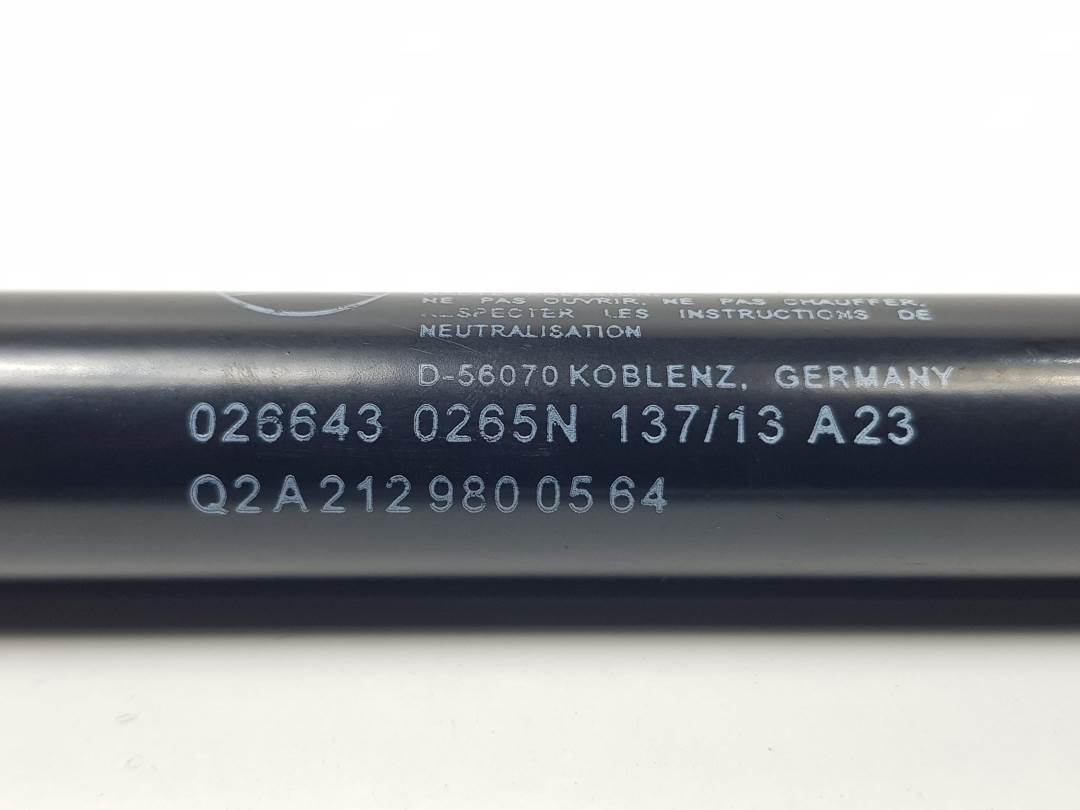 NE PAS OUVRIR, NE PAS CHAUFFER,
RESPECTER LES INSTRUCTIONS DE
NEUTRALISATION
D-56070 KOBLENZ, GERMANY
026643 0265N 137/13 A23
Q2 A 212 980 05 64